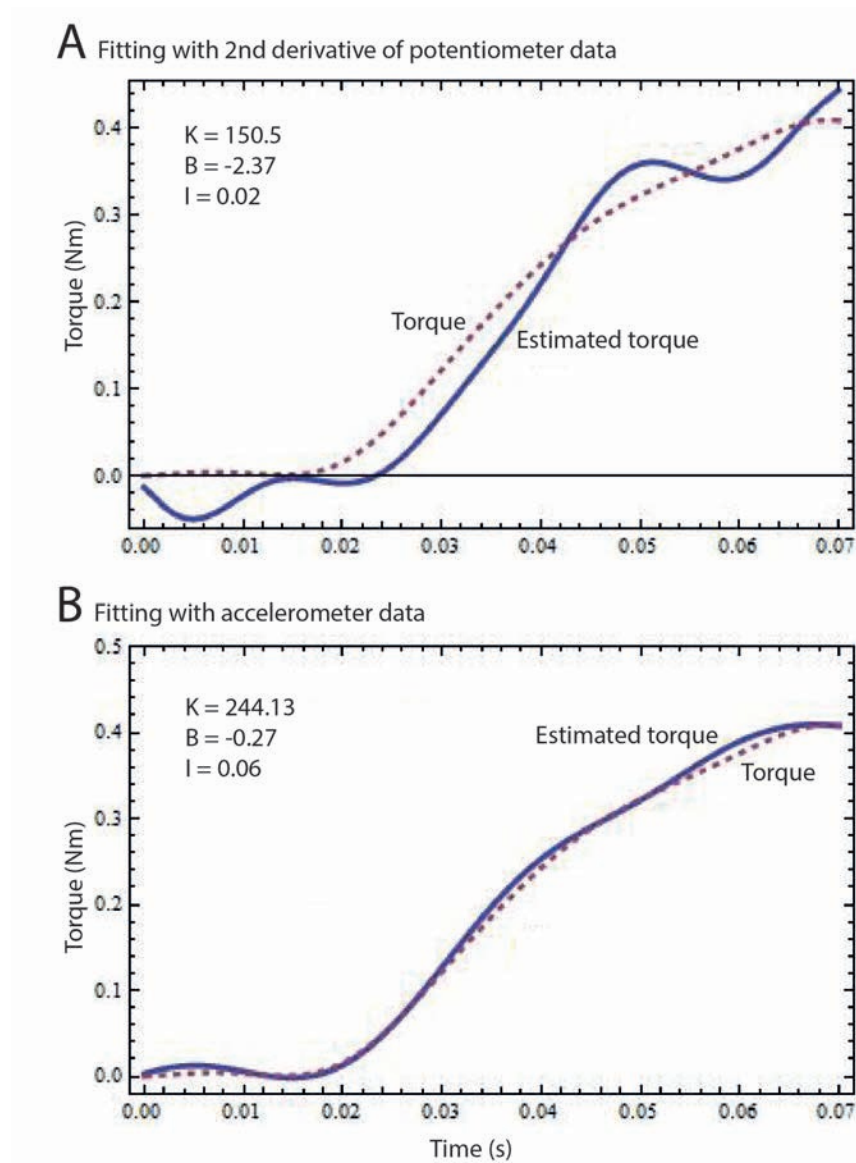 A Fitting with 2nd derivative of potentiometer data
K = 150.5
B = -2.37
I = 0.02
Torque (Nm)
0.4
0.3
0.2
0.1
0.0
Torque
Estimated torque
0.00 0.01 0.02 0.03 0.04 0.05 0.06 0.07
B Fitting with accelerometer data
K = 244.13
B = -0.27
I = 0.06
Torque (Nm)
0.5
0.4
0.3
0.2
0.1
0.0
Estimated torque
Torque
0.00 0.01 0.02 0.03 0.04 0.05 0.06 0.07
Time (s)